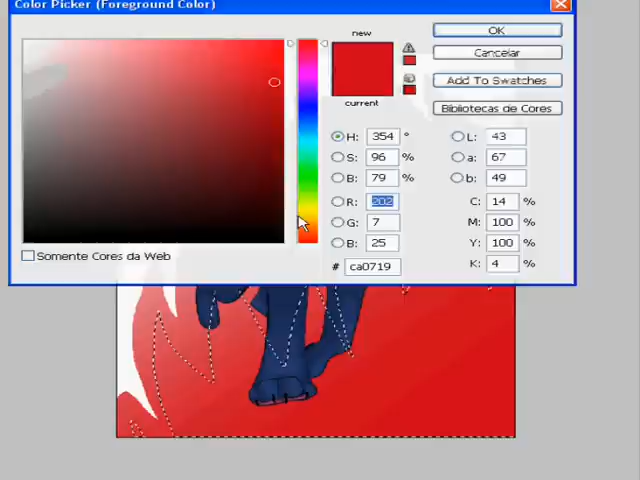 Color Picker (Foreground Color)
new
OK
Cancelar
Add To Swatches
current
Bibliotecas de Cores
H: 354 °
L: 43
S: 96 %
a: 67
B: 79 %
b: 49
R: 202
C: 14 %
G: 7
M: 100 %
B: 25
Y: 100 %
Somente Cores da Web
# ca0719
K: 4 %